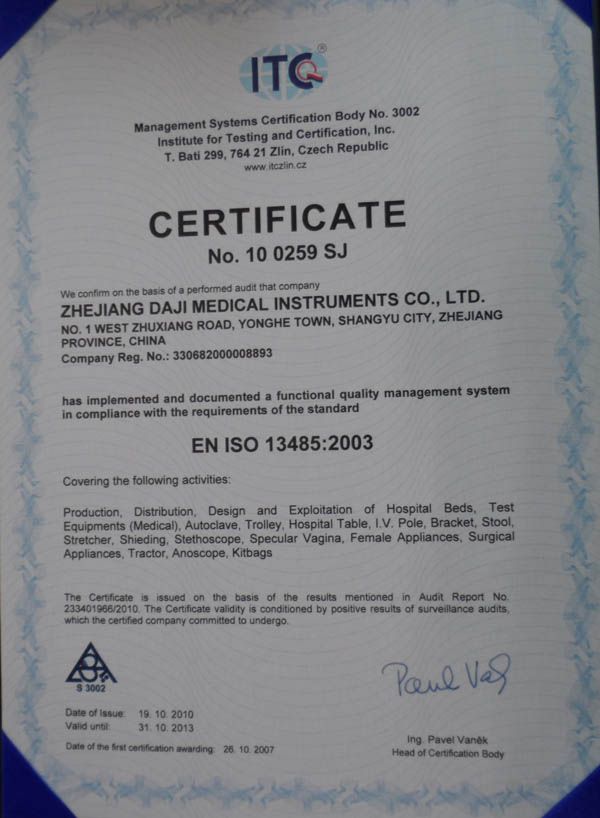 ITC ®
Management Systems Certification Body No. 3002
Institute for Testing and Certification, Inc.
T. Bati 299, 764 21 Zlin, Czech Republic
www.itczlin.cz
CERTIFICATE
No. 10 0259 SJ
We confirm on the basis of a performed audit that company
ZHEJIANG DAJI MEDICAL INSTRUMENTS CO., LTD.
NO. 1 WEST ZHUXIANG ROAD, YONGHE TOWN, SHANGYU CITY, ZHEJIANG
PROVINCE, CHINA
Company Reg. No.: 330682000008893
has implemented and documented a functional quality management system
in compliance with the requirements of the standard
EN ISO 13485:2003
Covering the following activities:
Production, Distribution, Design and Exploitation of Hospital Beds, Test
Equipments (Medical), Autoclave, Trolley, Hospital Table, I.V. Pole, Bracket, Stool,
Stretcher, Shieding, Stethoscope, Specular Vagina, Female Appliances, Surgical
Appliances, Tractor, Anoscope, Kitbags
The Certificate is issued on the basis of the results mentioned in Audit Report No.
233401966/2010. The Certificate validity is conditioned by positive results of surveillance audits,
which the certified company committed to undergo.
S 3002
Date of Issue: 19. 10. 2010
Valid until: 31. 10. 2013
Date of the first certification awarding: 26. 10. 2007
Ing. Pavel Vaněk
Head of Certification Body